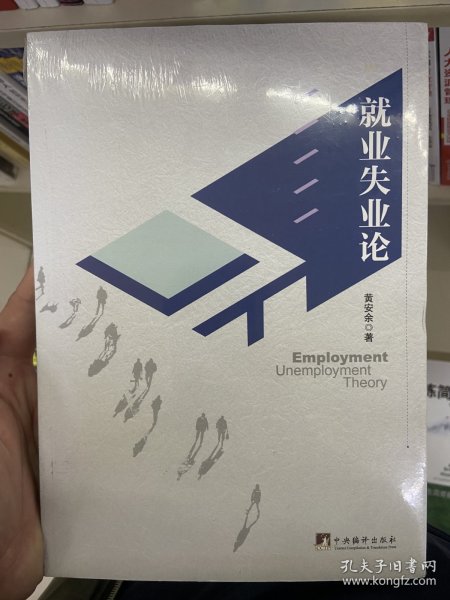 就业失业论
黄安余 著
Employment
Unemployment
Theory
中央编译出版社
Central Compilation & Translation Press
孔夫子旧书网
www.kongfz.com